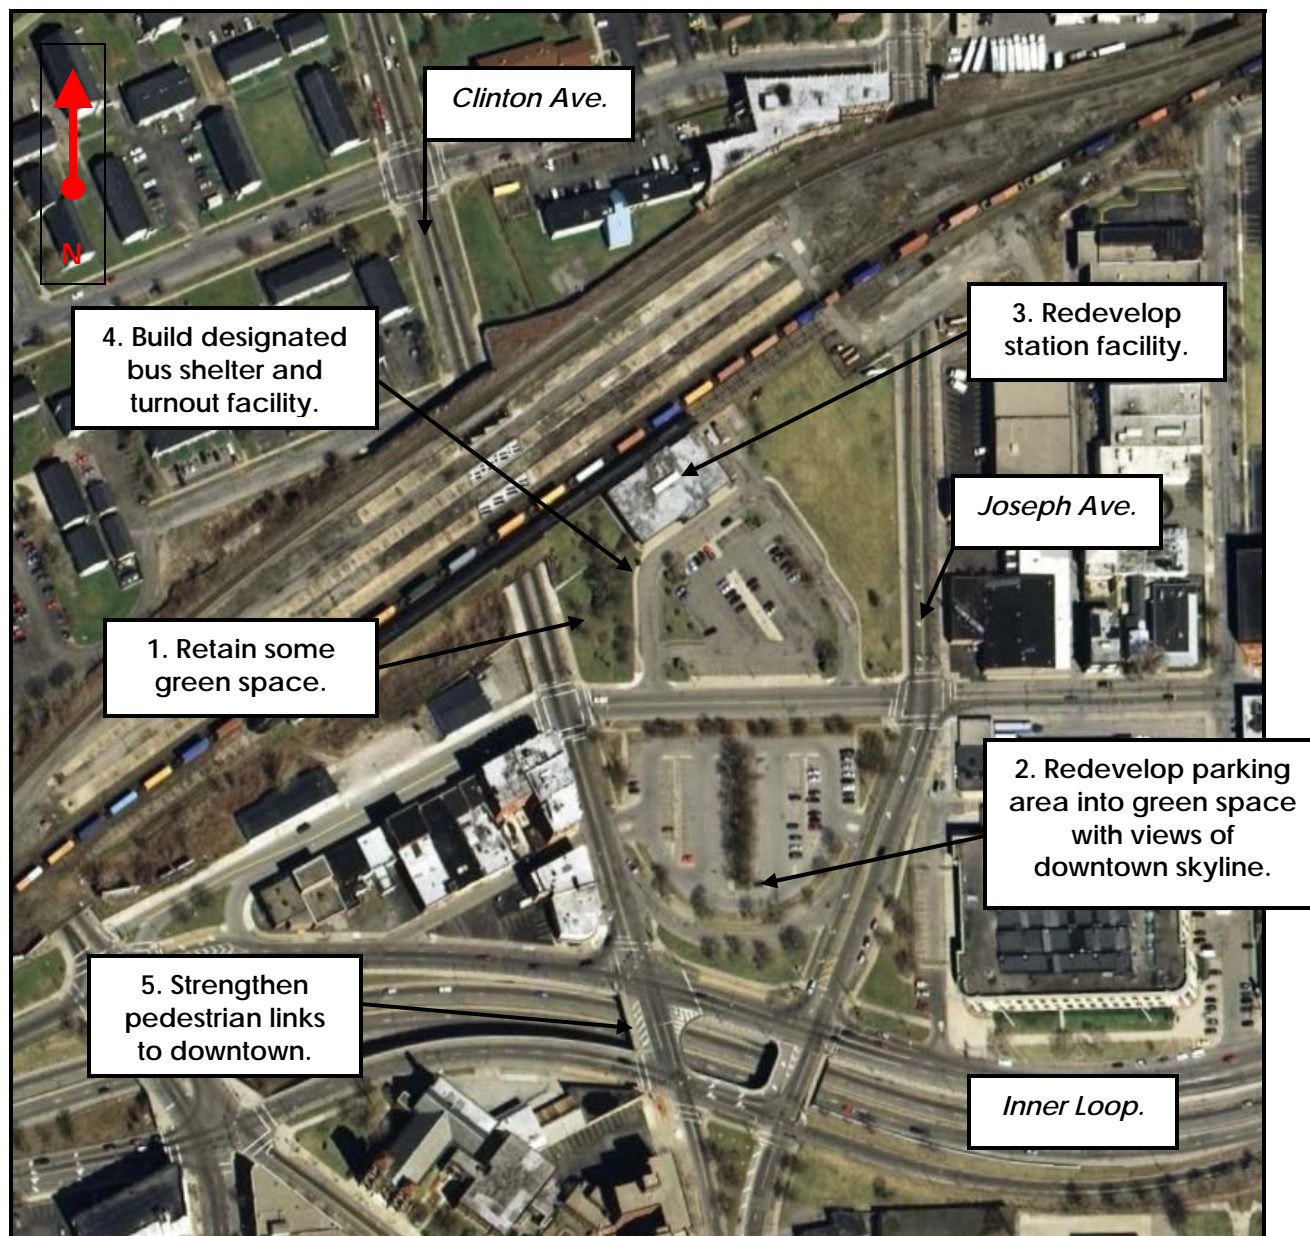 Clinton Ave.
N
4. Build designated
bus shelter and
turnout facility.
3. Redevelop
station facility.
Joseph Ave.
1. Retain some
green space.
2. Redevelop parking
area into green space
with views of
downtown skyline.
5. Strengthen
pedestrian links
to downtown.
Inner Loop.